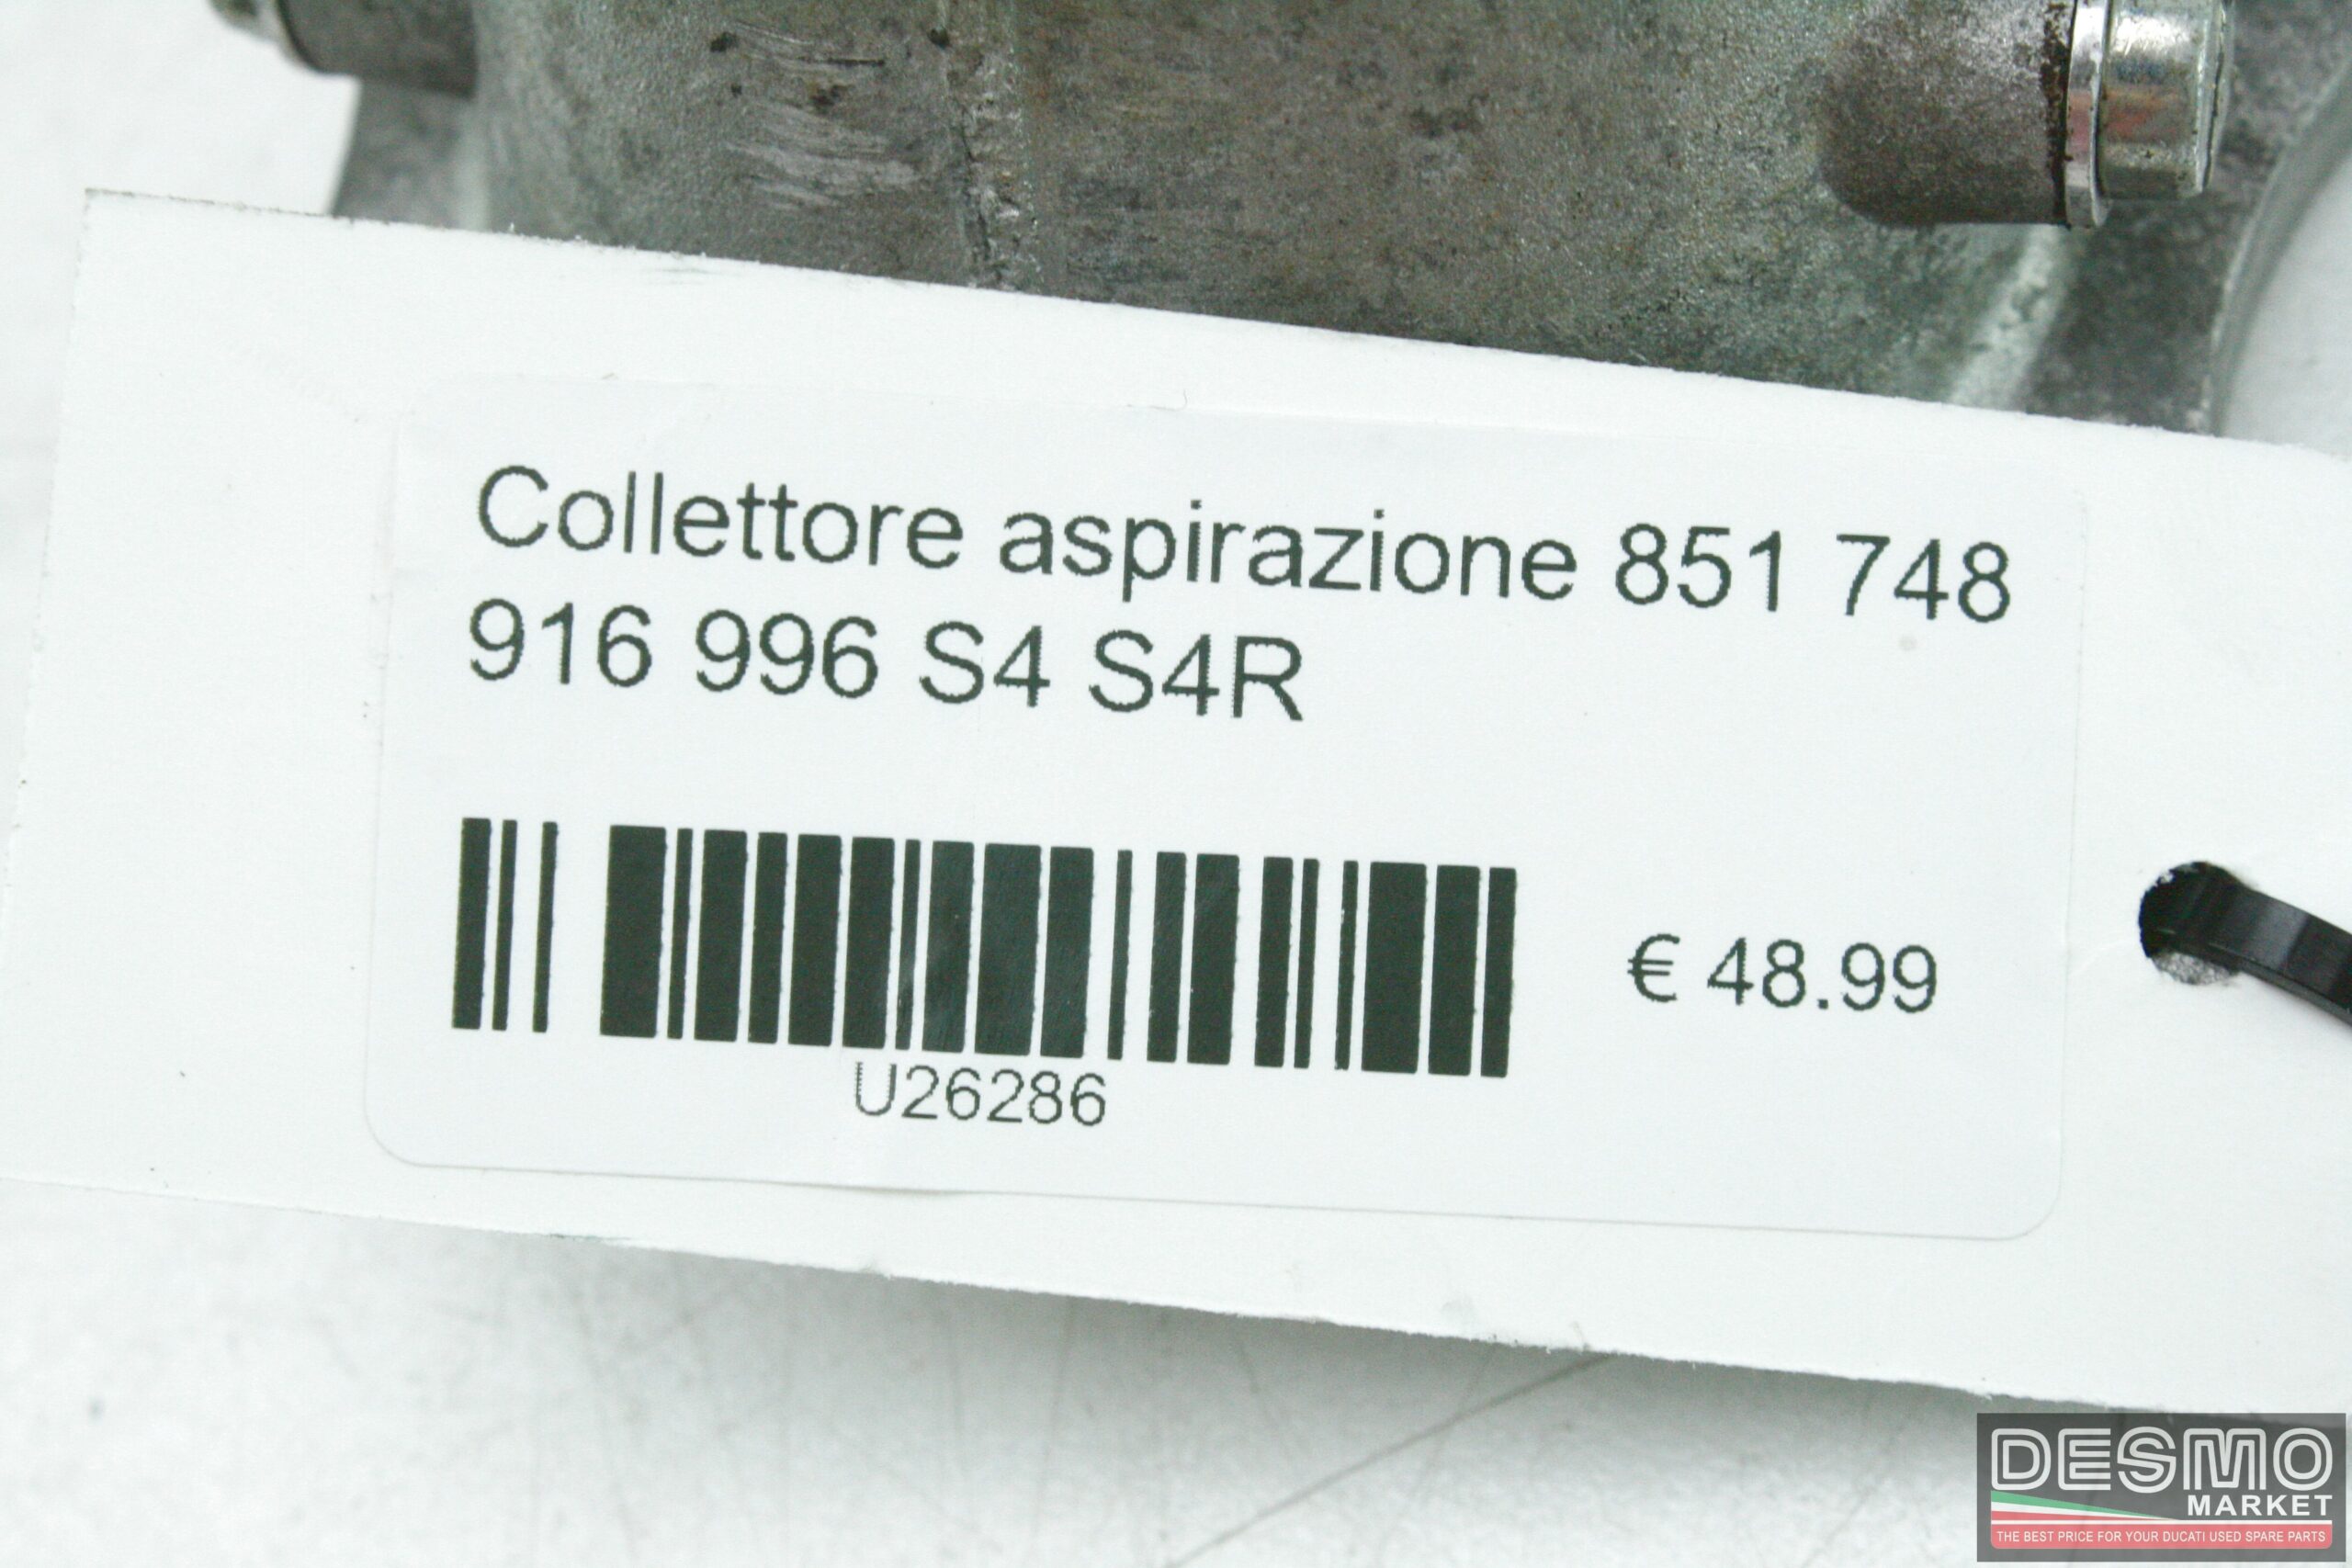 Collettore aspirazione 851 748
916 996 S4 S4R
€ 48.99
U26286
DESMO
MARKET
THE BEST PRICE FOR YOUR DUCATI USED SPARE PARTS